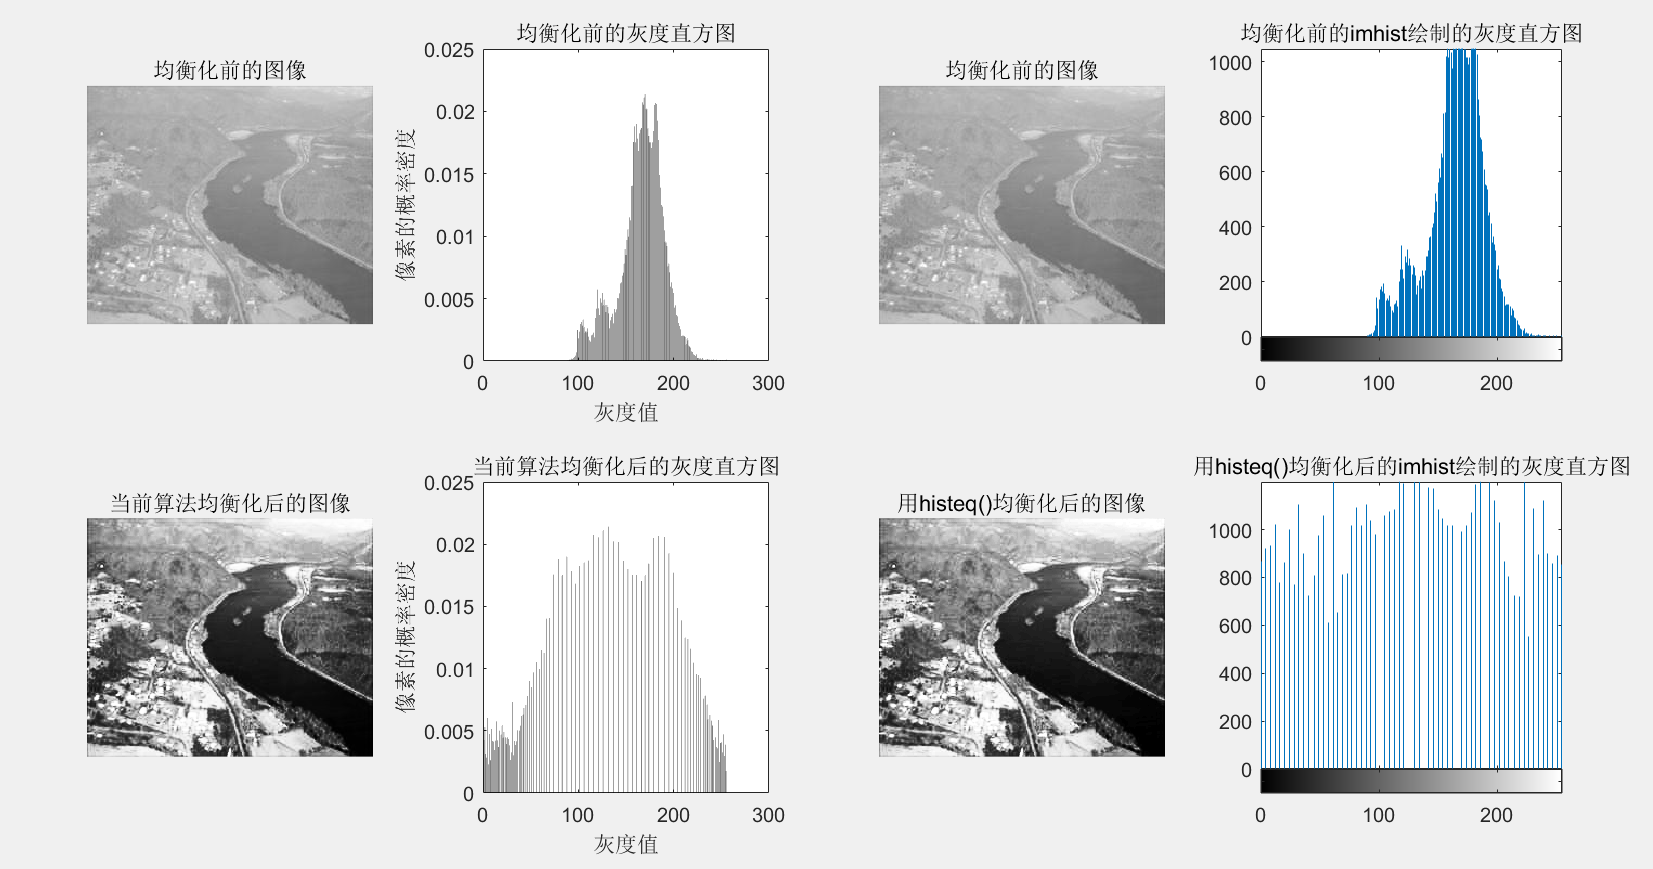 均衡化前的图像
均衡化前的灰度直方图
0.025
0.02
0.015
0.01
0.005
0
像素的概率密度
0 100 200 300
灰度值
均衡化前的图像
均衡化前的imhist绘制的灰度直方图
1000
800
600
400
200
0
0 100 200
当前算法均衡化后的图像
当前算法均衡化后的灰度直方图
0.025
0.02
0.015
0.01
0.005
0
像素的概率密度
0 100 200 300
灰度值
用histeq()均衡化后的图像
用histeq()均衡化后的imhist绘制的灰度直方图
1000
800
600
400
200
0
0 100 200